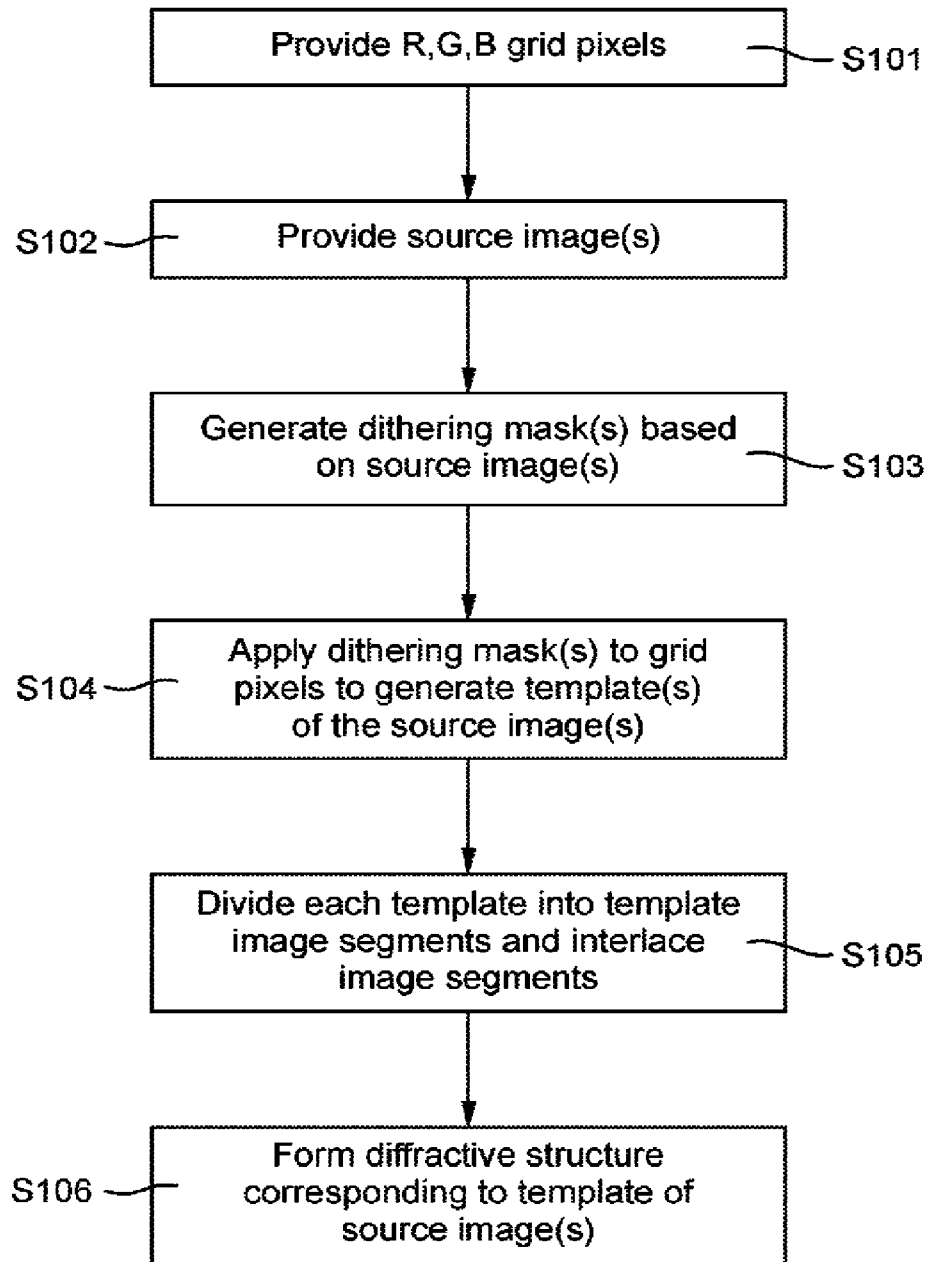 Provide R,G,B grid pixels
S101
S102
Provide source image(s)
Generate dithering mask(s) based
on source image(s)
S103
S104
Apply dithering mask(s) to grid
pixels to generate template(s)
of the source image(s)
Divide each template into template
image segments and interlace
image segments
S105
S106
Form diffractive structure
corresponding to template of
source image(s)